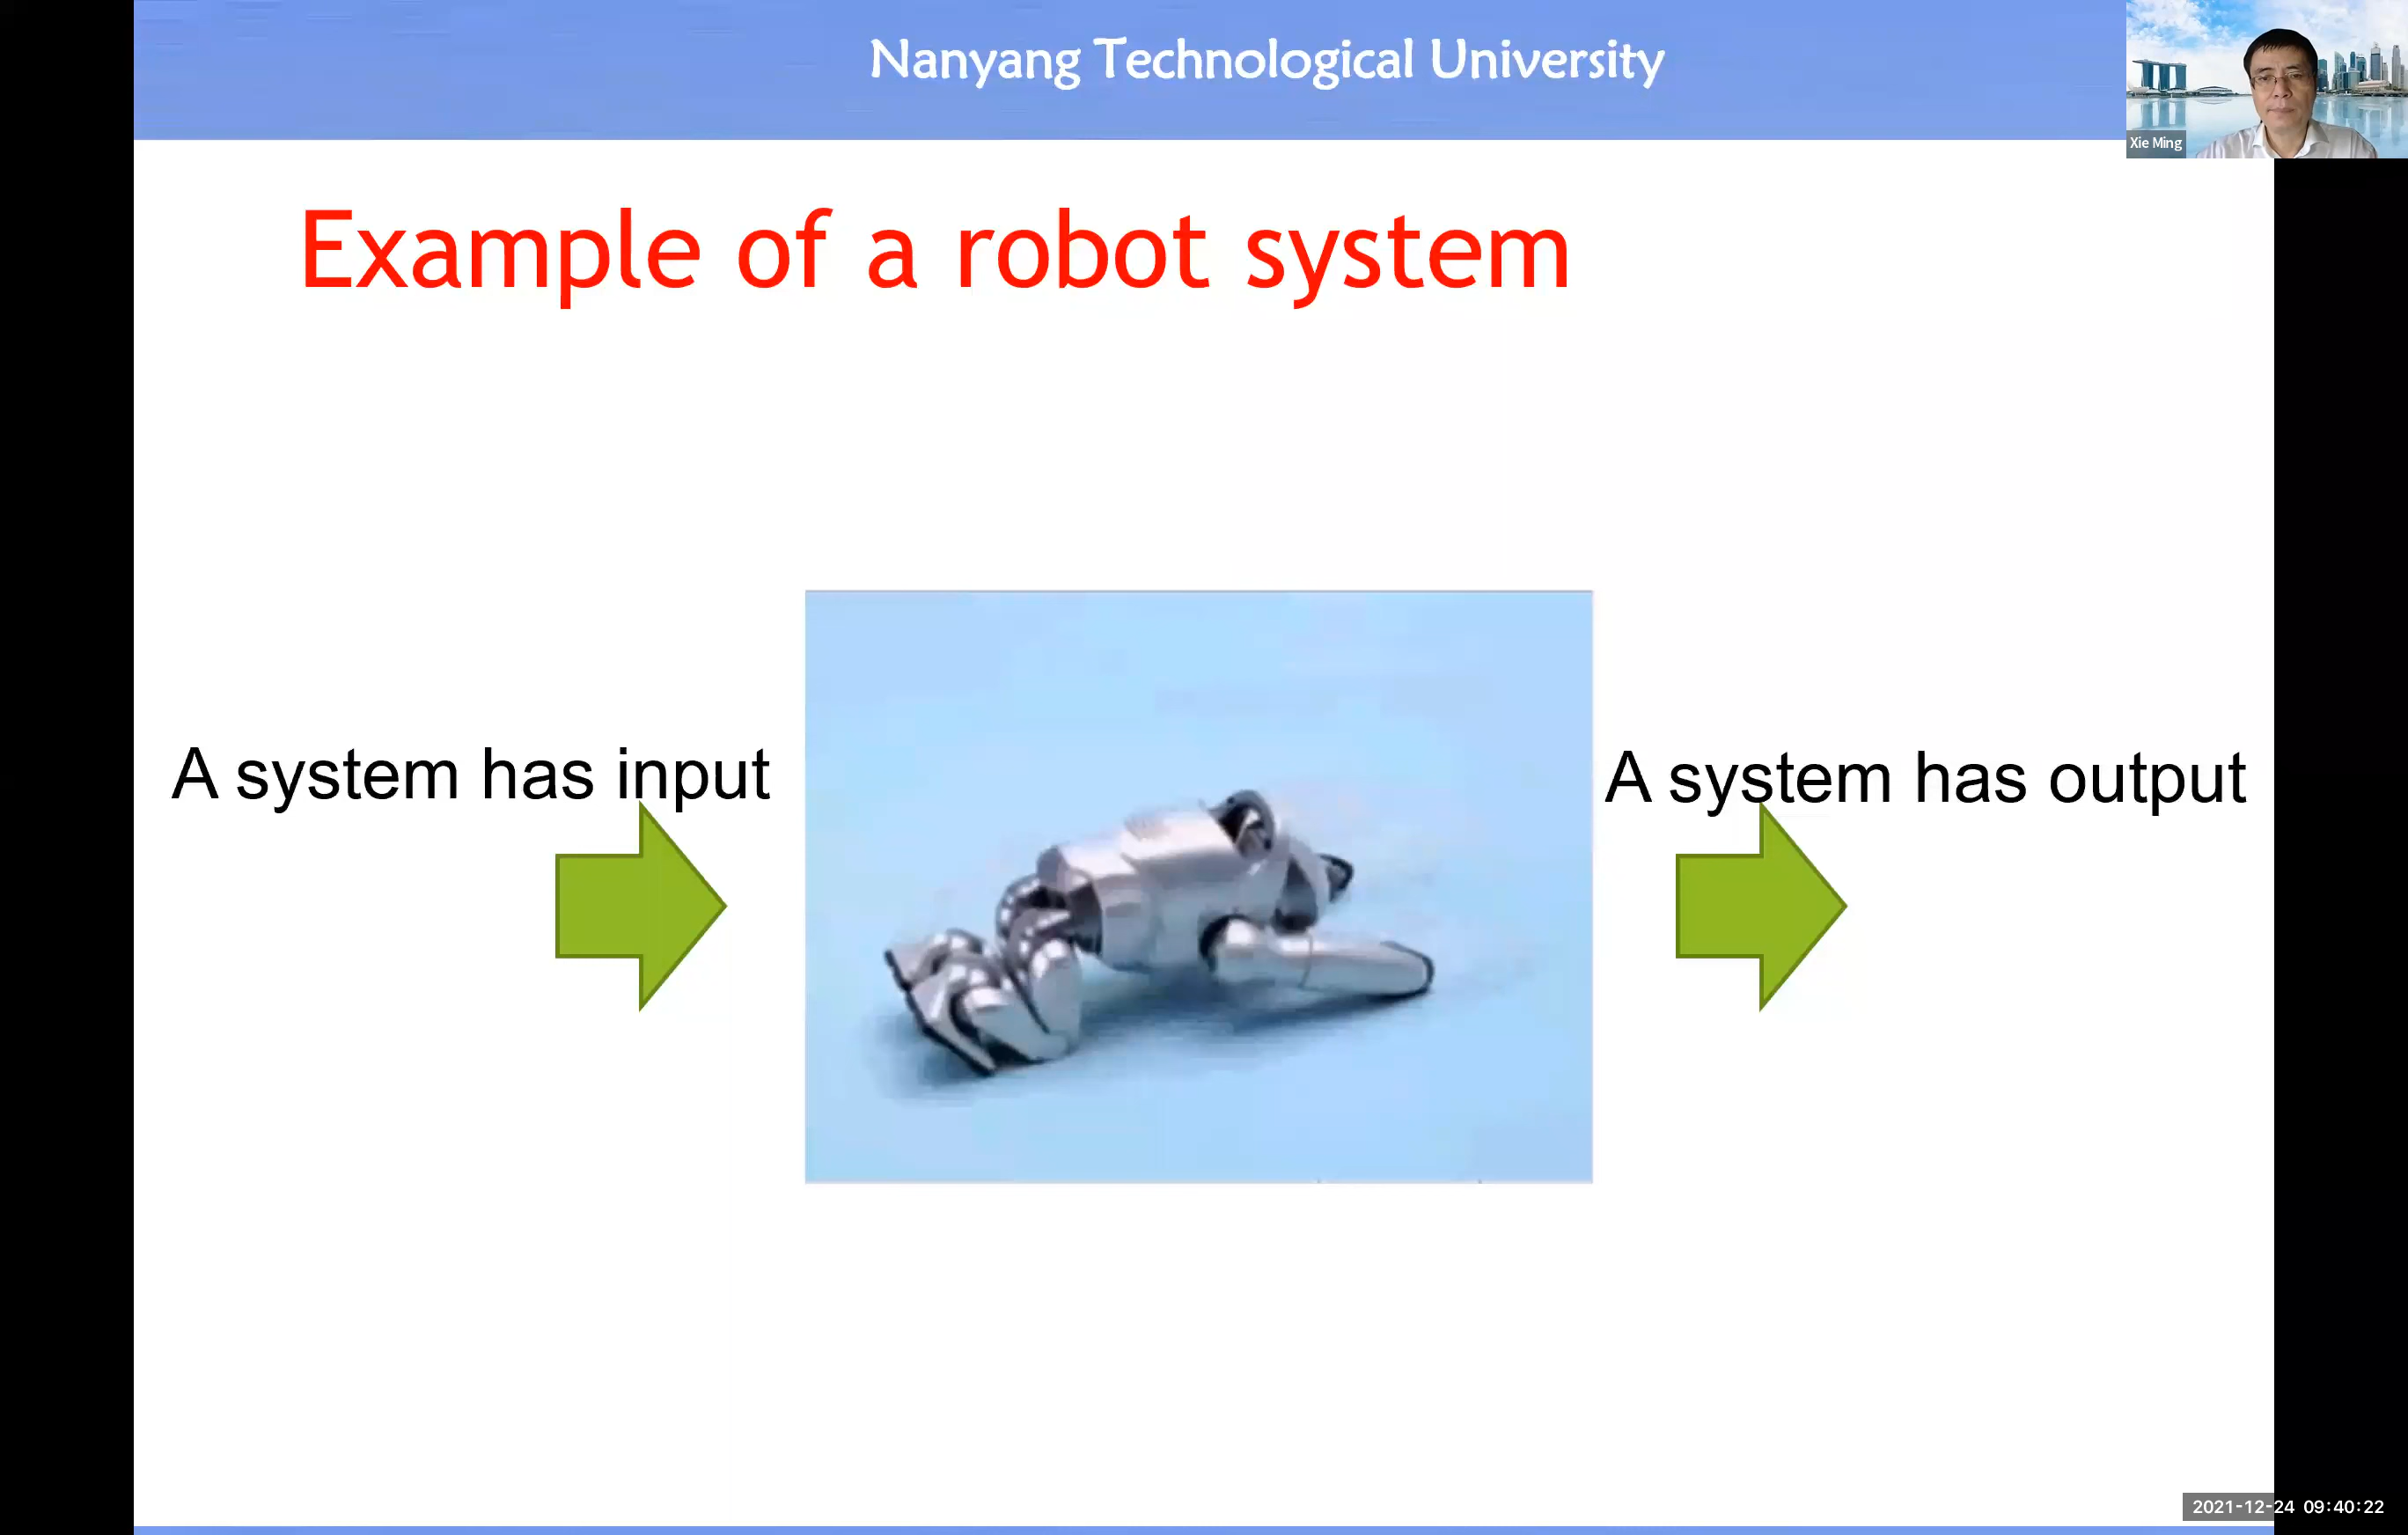 Nanyang Technological University
Xie Ming
Example of a robot system
A system has input
A system has output
2021-12-24 09:40:22